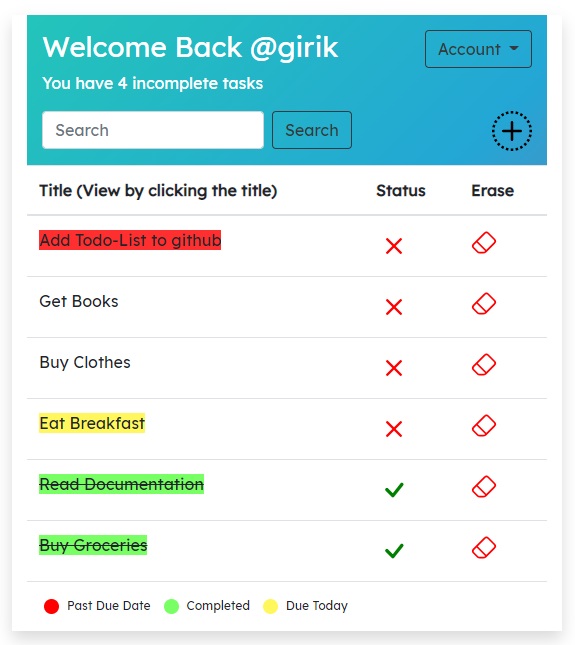 Welcome Back @girik
Account
You have 4 incomplete tasks
Search
Search
Title (View by clicking the title) Status Erase
Add Todo-List to github
Get Books
Buy Clothes
Eat Breakfast
Read Documentation
Buy Groceries
Past Due Date Completed Due Today